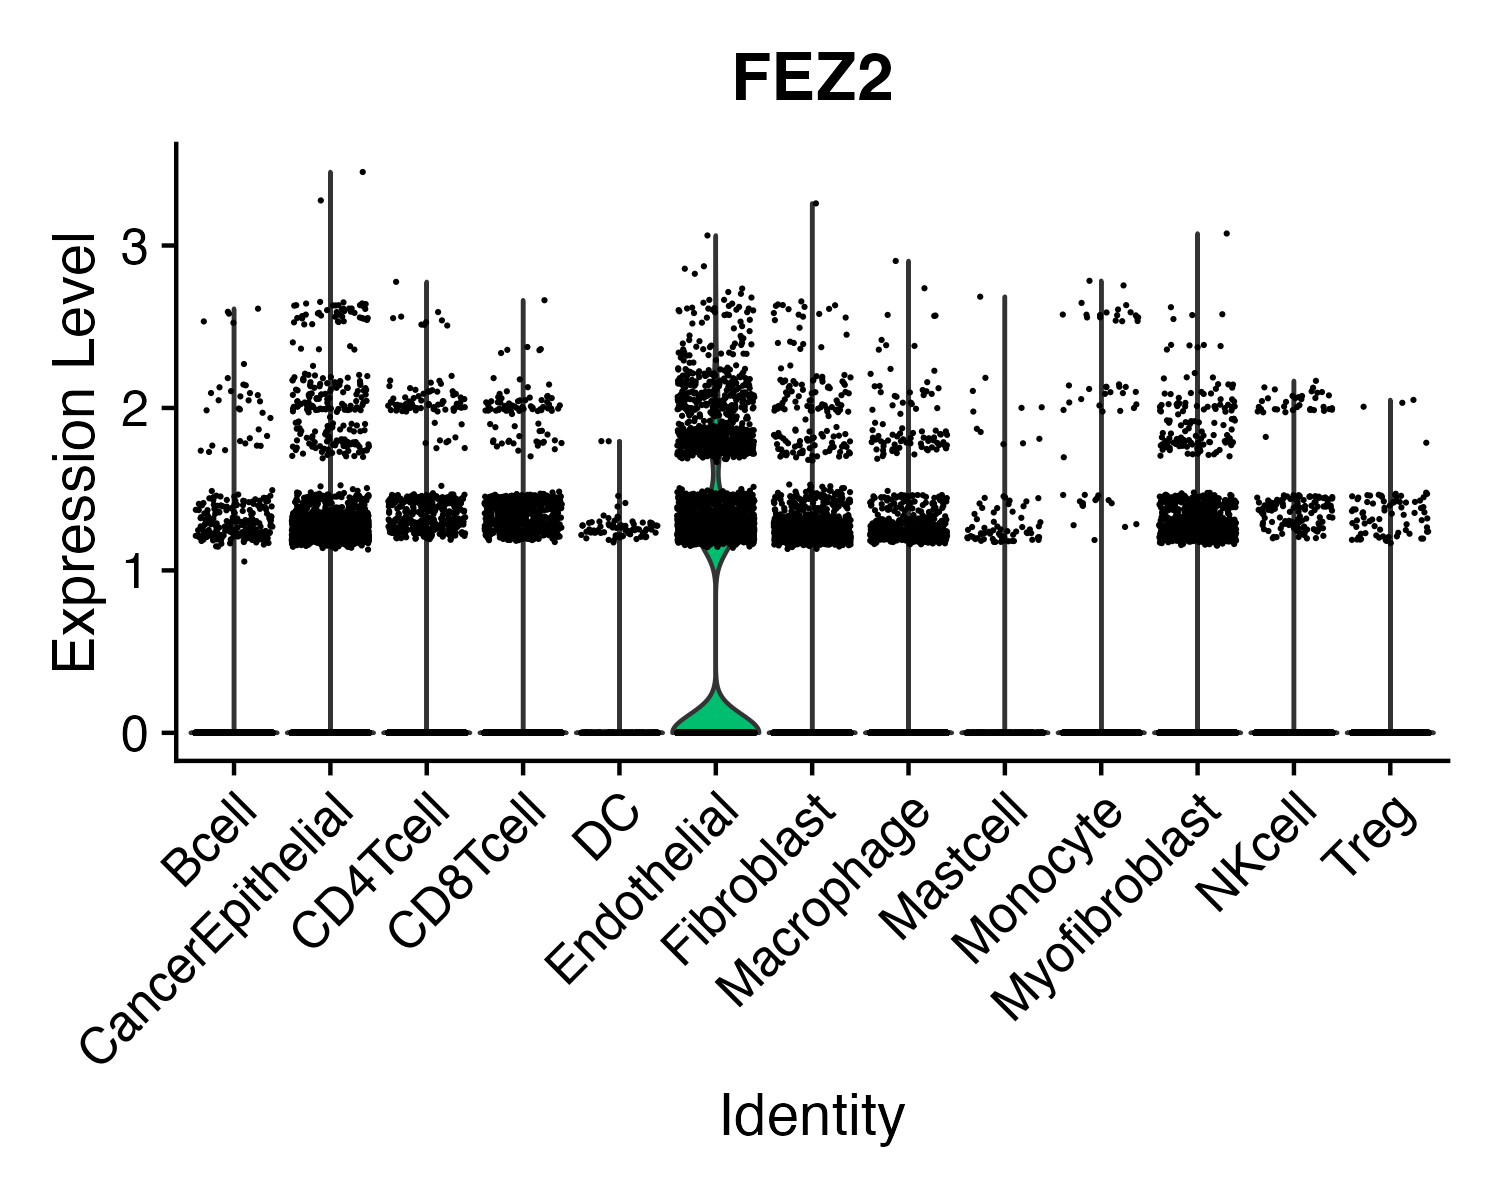 FEZ2
Expression Level
3
2
1
0
Bcell
CancerEpithelial
CD4Tcell
CD8Tcell
DC
Endothelial
Fibroblast
Macrophage
Mastcell
Monocyte
Myofibroblast
NKcell
Treg
Identity